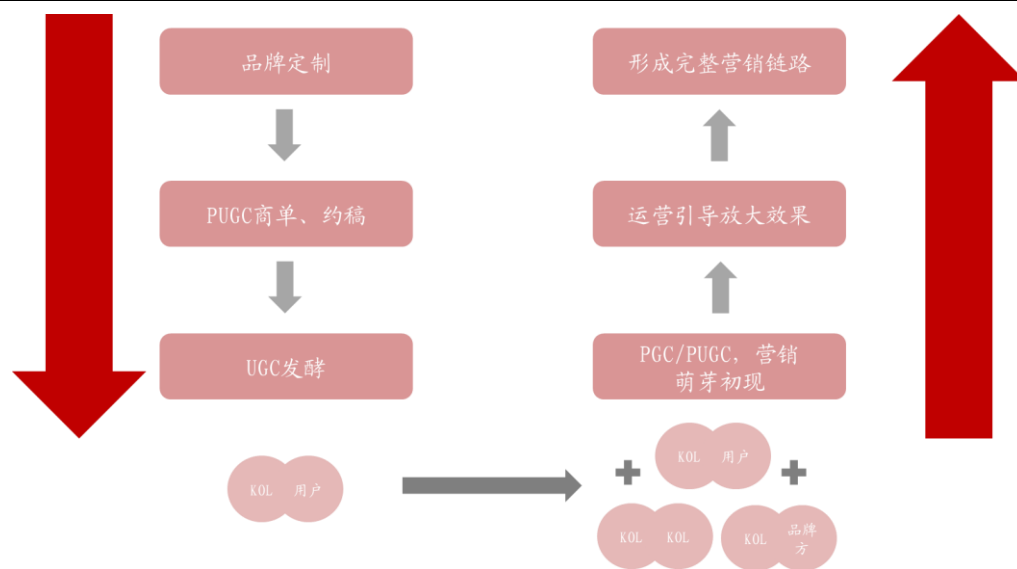 品牌定制
PUGC商单、约稿
UGC发酵
KOL 用户
形成完整营销链路
运营引导放大效果
PGC/PUGC，营销
萌芽初现
KOL 用户
KOL KOL
KOL 品牌
方